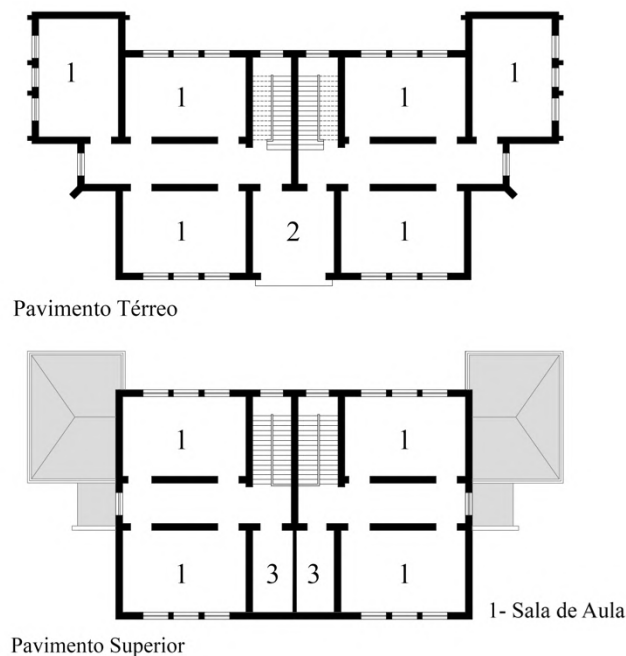 1 1
1 1
1 2 1
Pavimento Térreo
1 1
1 3 3 1
1- Sala de Aula
Pavimento Superior